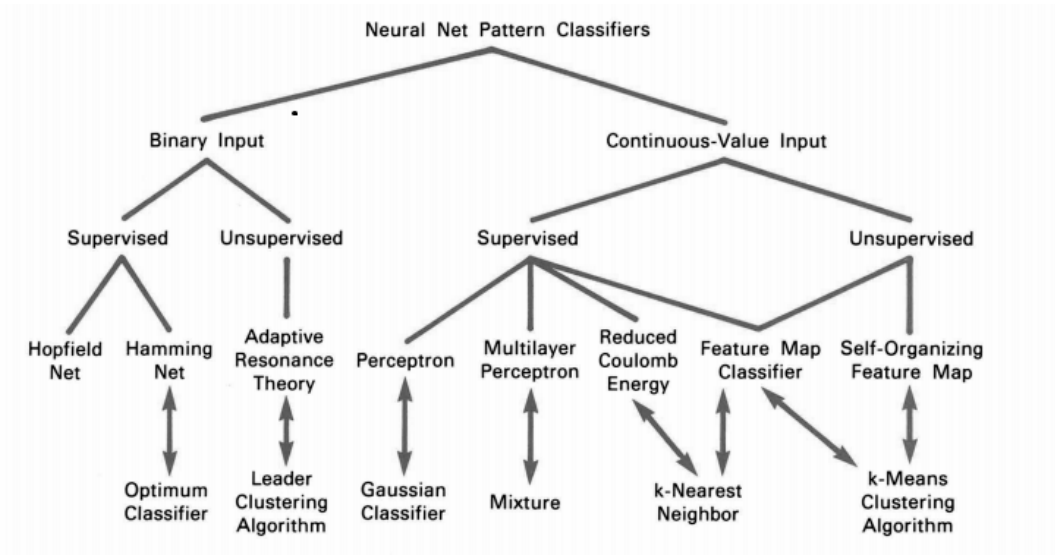 Neural Net Pattern Classifiers
Binary Input
Continuous-Value Input
Supervised
Unsupervised
Supervised
Unsupervised
Hopfield
Net
Hamming
Net
Adaptive
Resonance
Theory
Perceptron
Multilayer
Perceptron
Reduced
Coulomb
Energy
Feature Map
Classifier
Self-Organizing
Feature Map
Optimum
Classifier
Leader
Clustering
Algorithm
Gaussian
Classifier
Mixture
k-Nearest
Neighbor
k-Means
Clustering
Algorithm